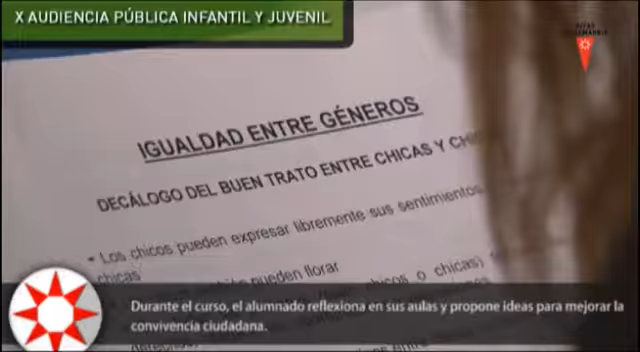 X AUDIENCIA PÚBLICA INFANTIL Y JUVENIL
IGUALDAD ENTRE GÉNEROS
DECÁLOGO DEL BUEN TRATO ENTRE CHICAS Y
• Los chicos pueden expresar libremente sus sentimientos
chicas
pueden llorar
chicos o chicas)
Durante el curso, el alumnado reflexiona en sus aulas y propone ideas para mejorar la
convivencia ciudadana.